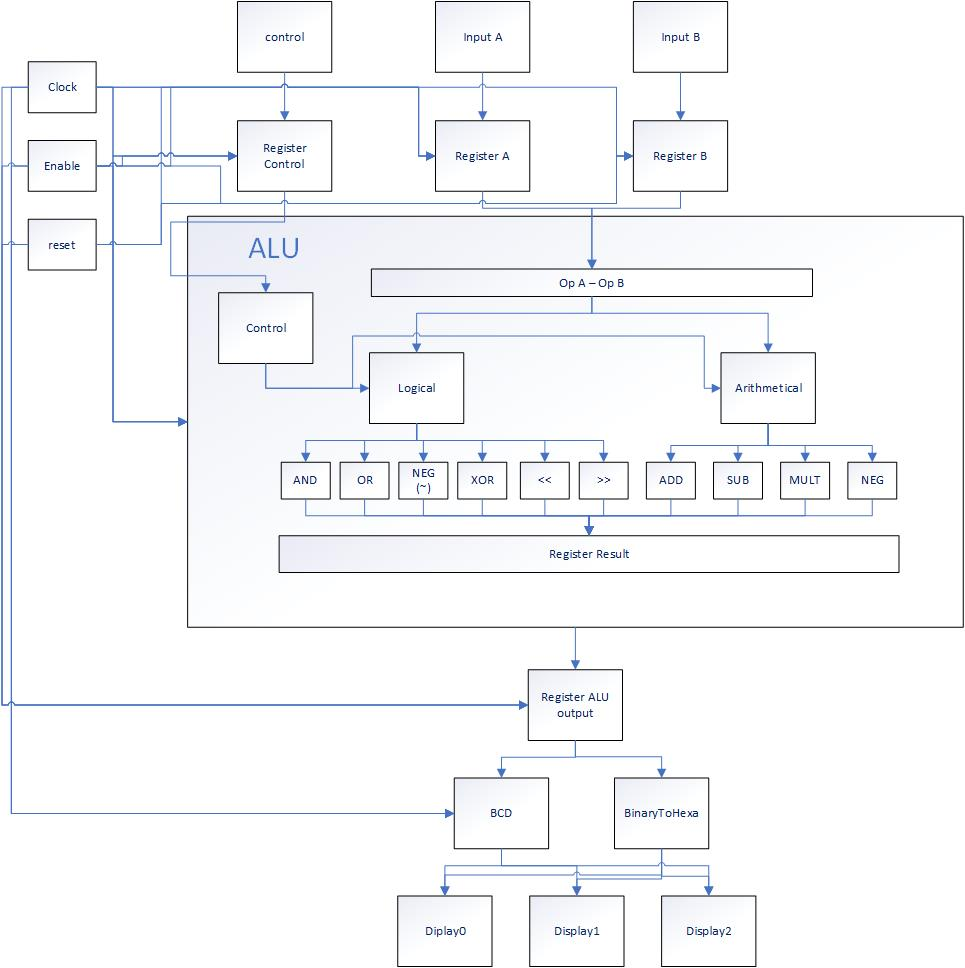 control
Input A
Input B
Clock
Register
Control
Register A
Register B
Enable
reset
ALU
Op A – Op B
Control
Logical
Arithmetical
AND
OR
NEG
(~)
XOR
<<
>>
ADD
SUB
MULT
NEG
Register Result
Register ALU
output
BCD
BinaryToHexa
Diplay0
Display1
Display2